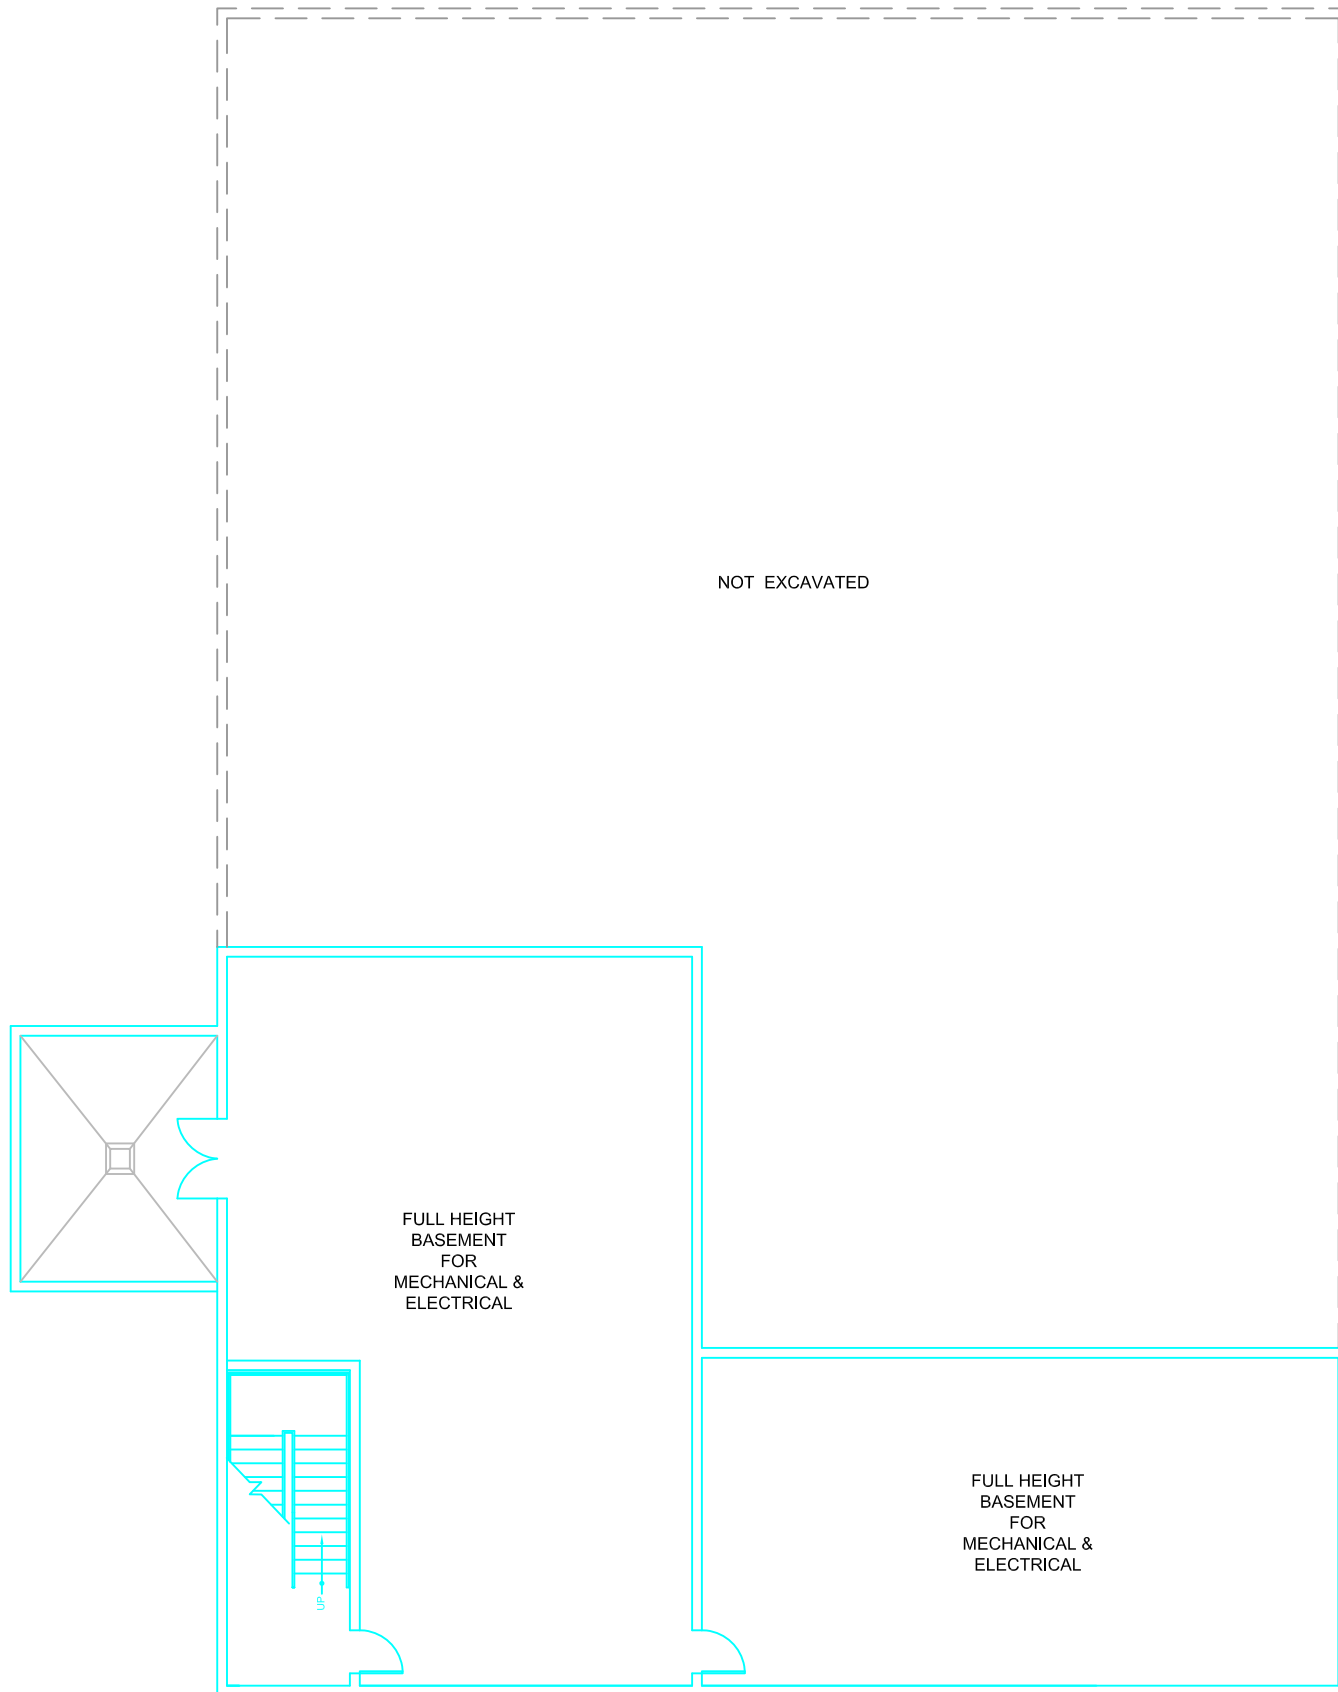 NOT EXCAVATED
FULL HEIGHT
BASEMENT
FOR
MECHANICAL &
ELECTRICAL
FULL HEIGHT
BASEMENT
FOR
MECHANICAL &
ELECTRICAL
UP